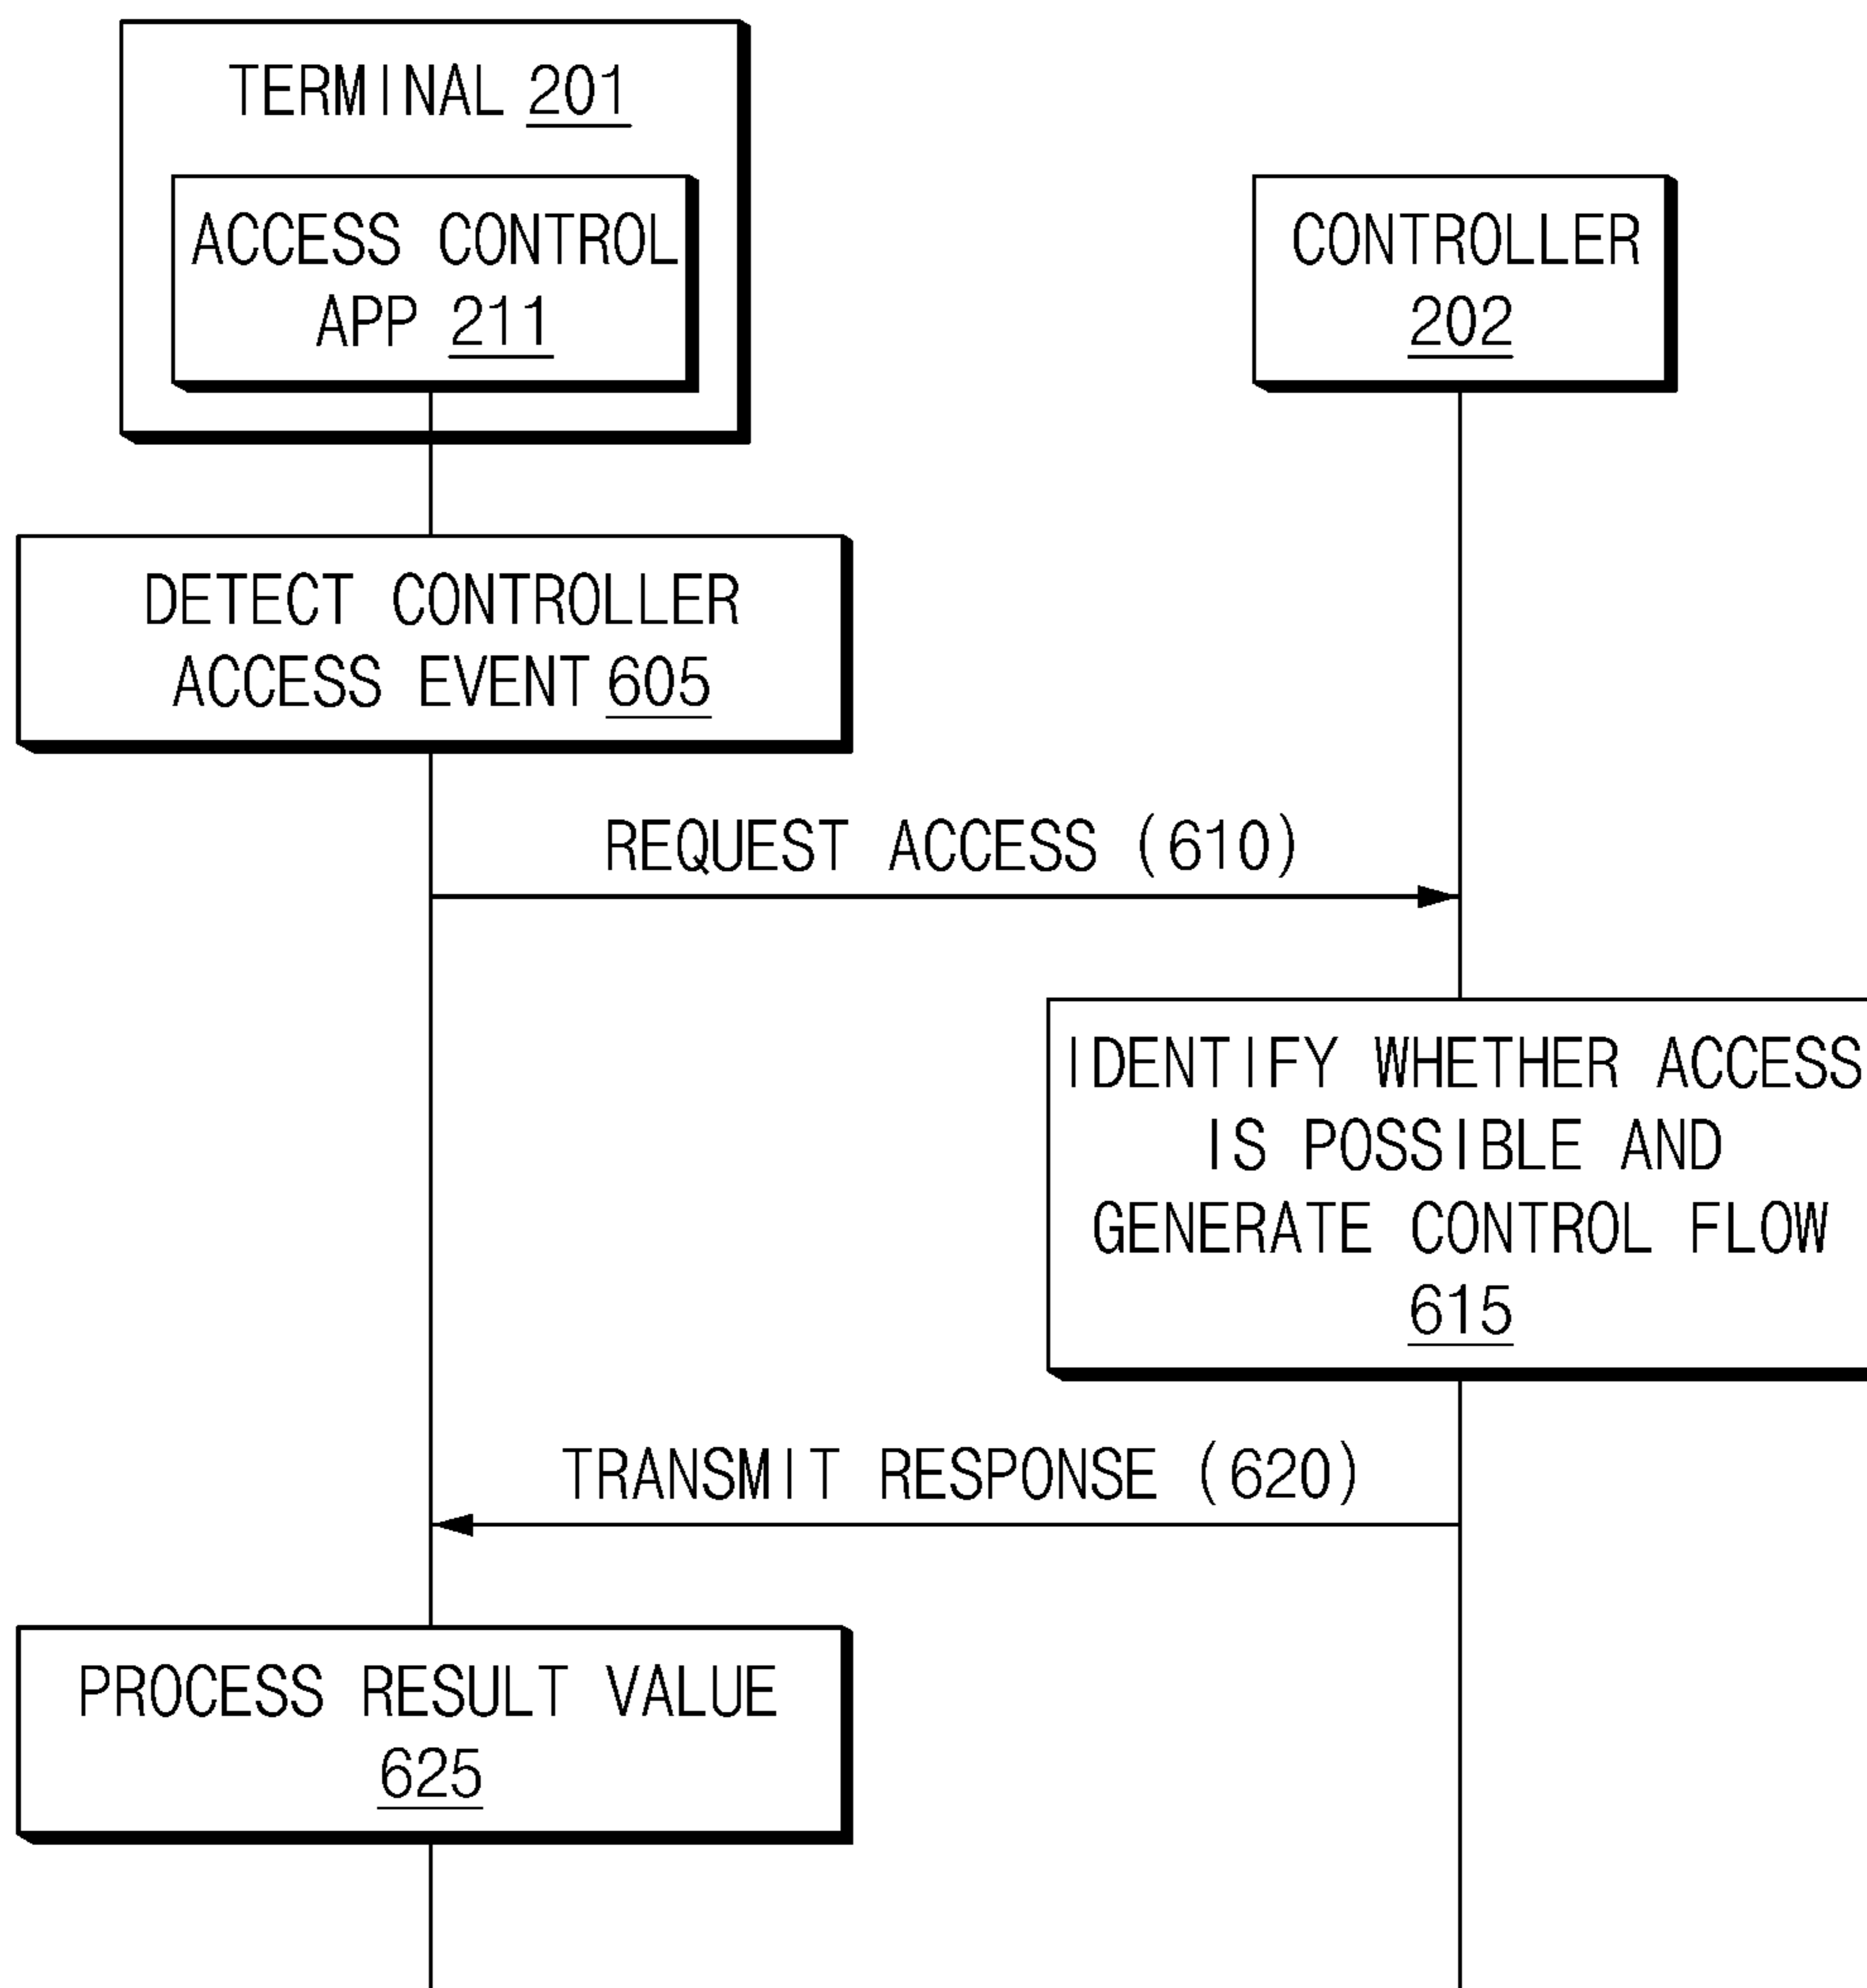 TERMINAL 201
ACCESS CONTROL
APP 211
CONTROLLER
202
DETECT CONTROLLER
ACCESS EVENT 605
REQUEST ACCESS (610)
IDENTIFY WHETHER ACCESS
IS POSSIBLE AND
GENERATE CONTROL FLOW
615
TRANSMIT RESPONSE (620)
PROCESS RESULT VALUE
625